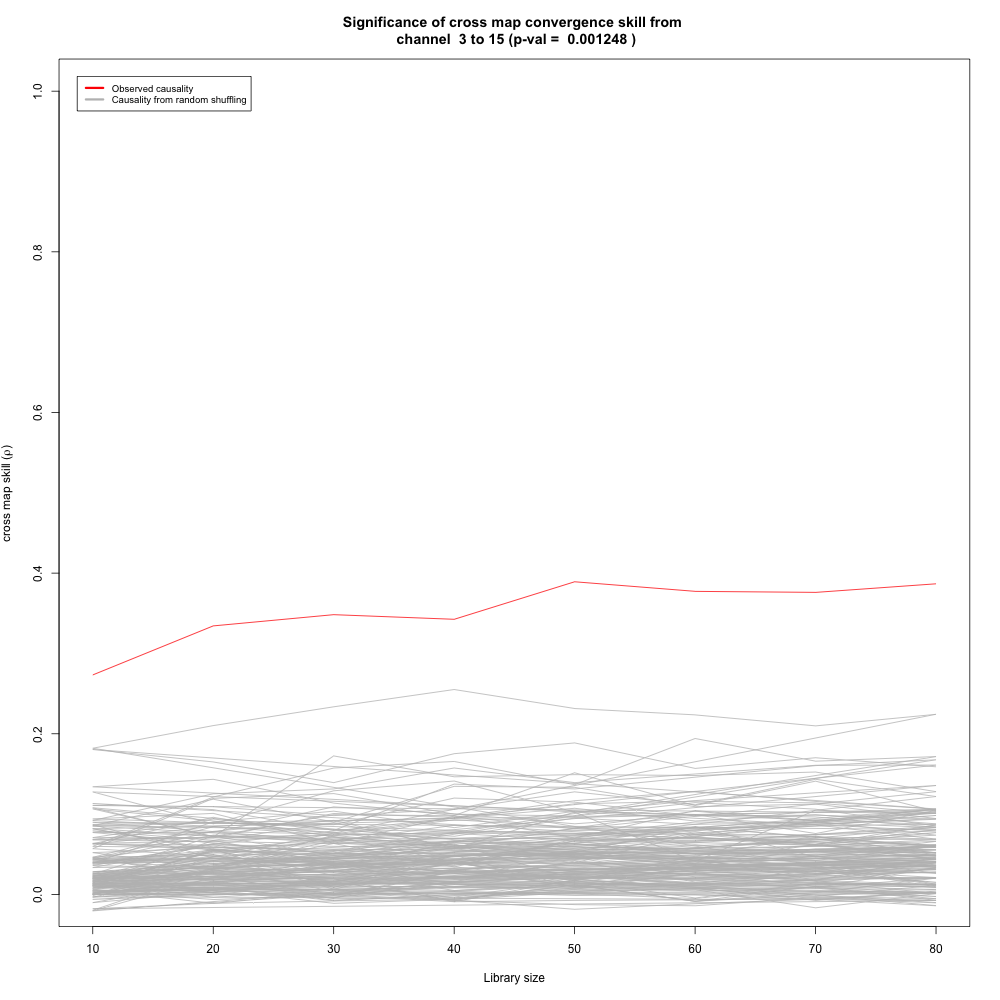 Significance of cross map convergence skill from
channel  3 to 15 (p-val =  0.001248 )
Observed causality
Causality from random shuffling
1.0
0.8
0.6
0.4
0.2
0.0
cross map skill (ρ)
10 20 30 40 50 60 70 80
Library size